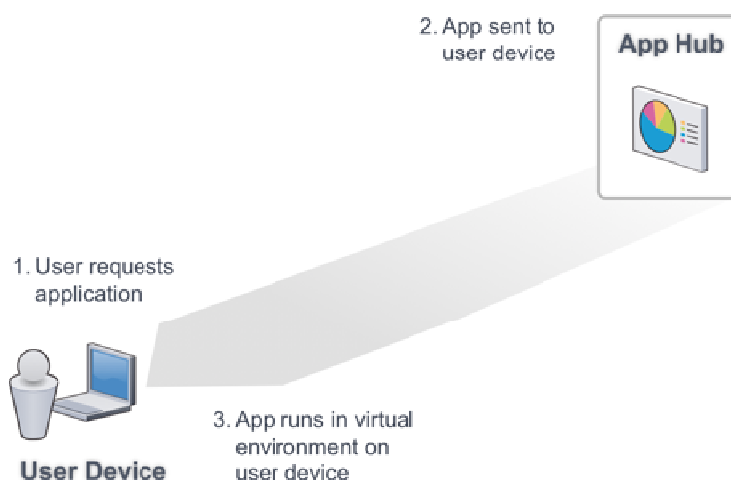 2. App sent to
user device
App Hub
1. User requests
application
3. App runs in virtual
environment on
user device
User Device